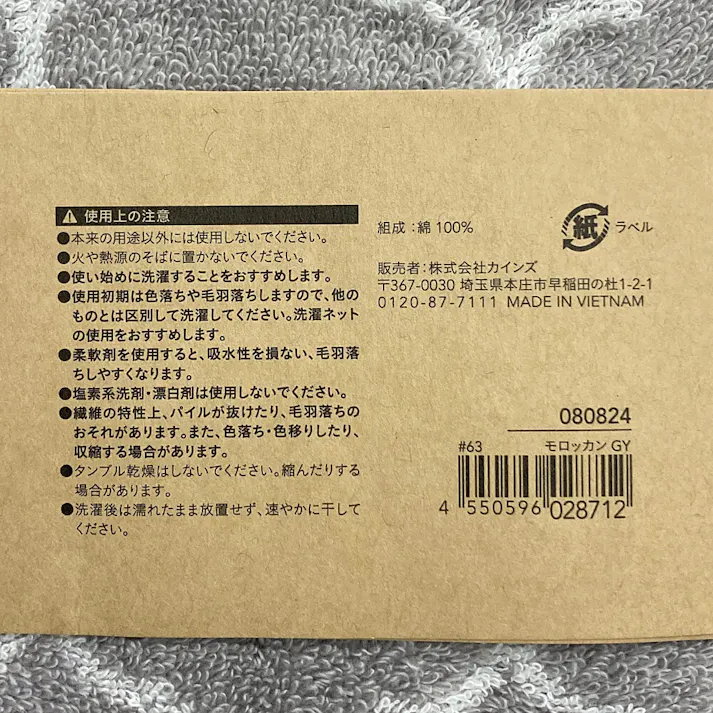 ⚠ 使用上の注意
●本来の用途以外には使用しないでください。
●火や熱源のそばに置かないでください。
●使い始めに洗濯することをおすすめします。
●使用初期は色落ちや毛羽落ちしますので、他の
ものとは区別して洗濯してください。洗濯ネット
の使用をおすすめします。
●柔軟剤を使用すると、吸水性を損ない、毛羽落
ちしやすくなります。
●塩素系洗剤・漂白剤は使用しないでください。
●繊維の特性上、パイルが抜けたり、毛羽落ちの
おそれがあります。また、色落ち・色移りしたり、
収縮する場合があります。
●タンブル乾燥はしないでください。縮んだりする
場合があります。
●洗濯後は濡れたまま放置せず、速やかに干して
ください。
組成：綿 100%
紙 ラベル
販売者：株式会社カインズ
〒367-0030 埼玉県本庄市早稲田の杜1-2-1
0120-87-7111 MADE IN VIETNAM
080824
#63 モロッカン GY
4 550596 028712